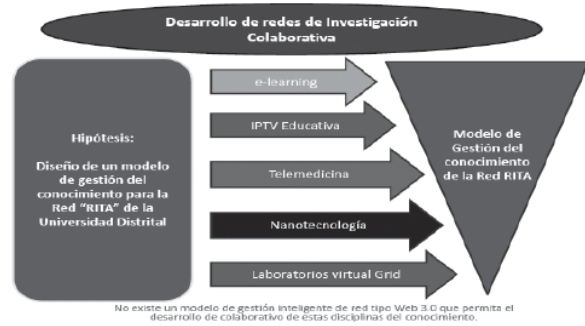 Desarrollo de redes de Investigación
Colaborativa
Hipótesis:
Diseño de un modelo
de gestión del
conocimiento para la
Red "RITA" de la
Universidad Distrital
e-learning
IPTV Educativa
Telemedicina
Nanotecnología
Laboratorios virtual Grid
Modelo de
Gestión del
conocimiento
de la Red RITA
No existe un modelo de gestión inteligente de red tipo Web 3.0 que permita el
desarrollo de colaborativo de estas disciplinas del conocimiento.